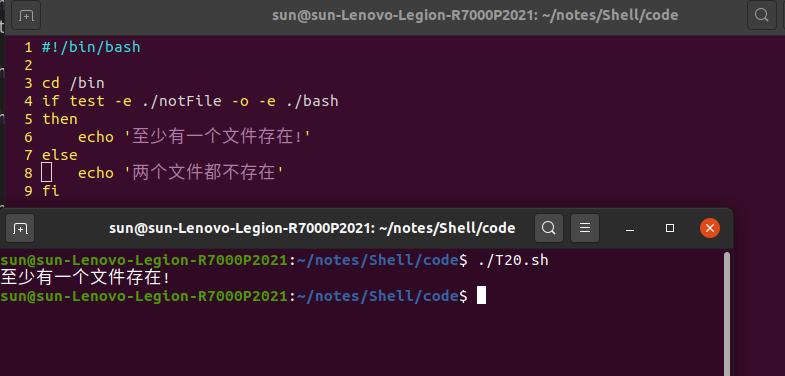 sun@sun-Lenovo-Legion-R7000P2021: ~/notes/Shell/code
1 #!/bin/bash
2
3 cd /bin
4 if test -e ./notFile -o -e ./bash
5 then
6     echo '至少有一个文件存在!'
7 else
8     echo '两个文件都不存在'
9 fi
sun@sun-Lenovo-Legion-R7000P2021: ~/notes/Shell/code
sun@sun-Lenovo-Legion-R7000P2021:~/notes/Shell/code$ ./T20.sh
至少有一个文件存在!
sun@sun-Lenovo-Legion-R7000P2021:~/notes/Shell/code$